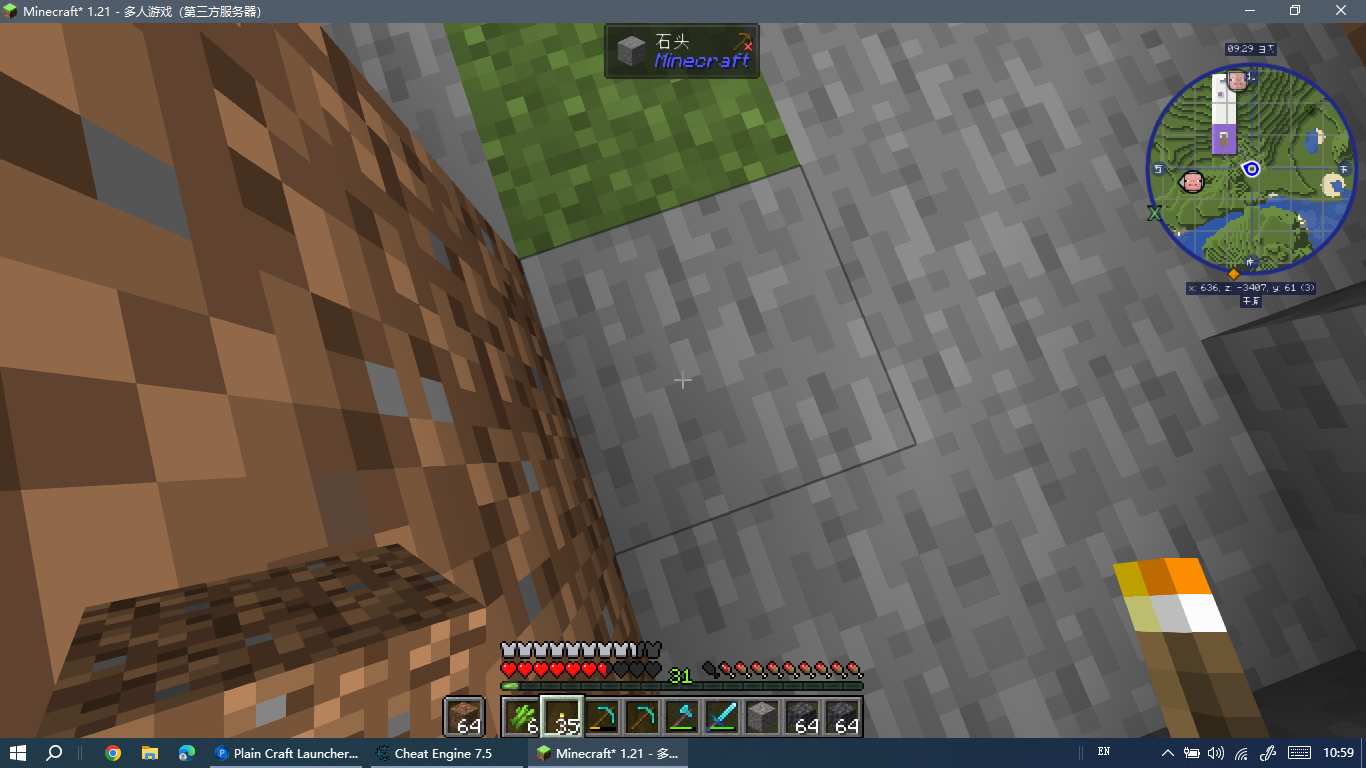 Minecraft* 1.21 - 多人游戏（第三方服务器）
石头
Minecraft
09:29
x: 636, z: -3407, y: 61 (3)
平原
31
64
6
35
64
64
Plain Craft Launcher...
Cheat Engine 7.5
Minecraft* 1.21 - 多...
EN
10:59